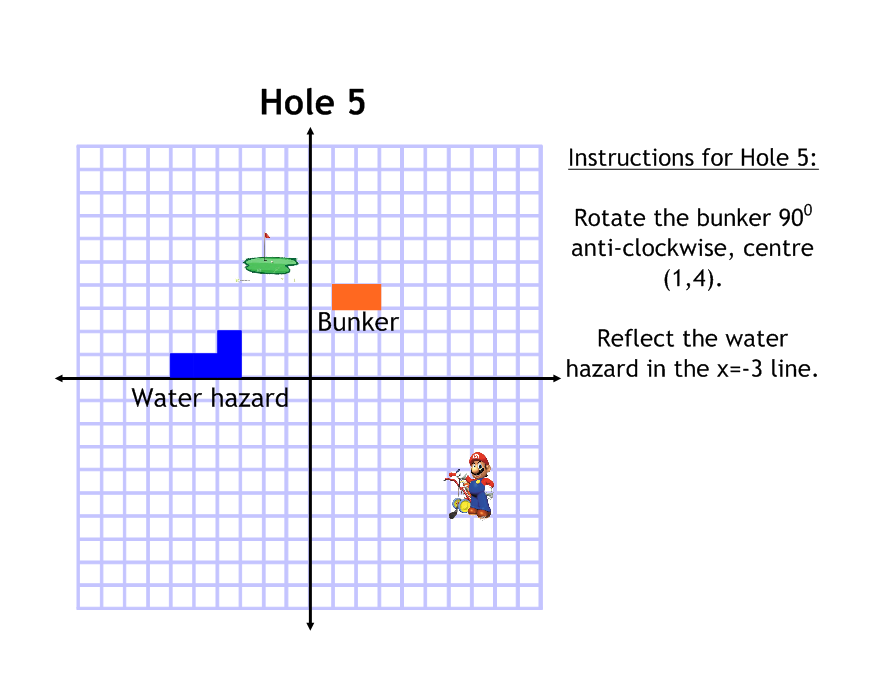 Hole 5
Instructions for Hole 5:
Rotate the bunker 90⁰
anti-clockwise, centre
(1,4).
Bunker
Reflect the water
hazard in the x=-3 line.
Water hazard